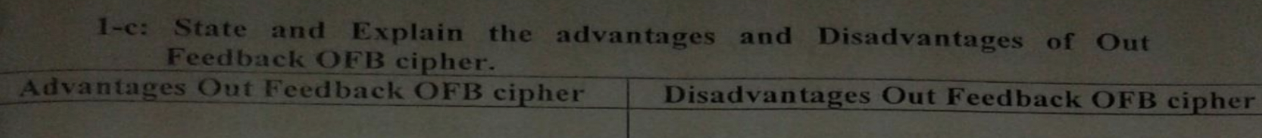 1-c: State and Explain the advantages and Disadvantages of Out
Feedback OFB cipher.
Advantages Out Feedback OFB cipher Disadvantages Out Feedback OFB cipher